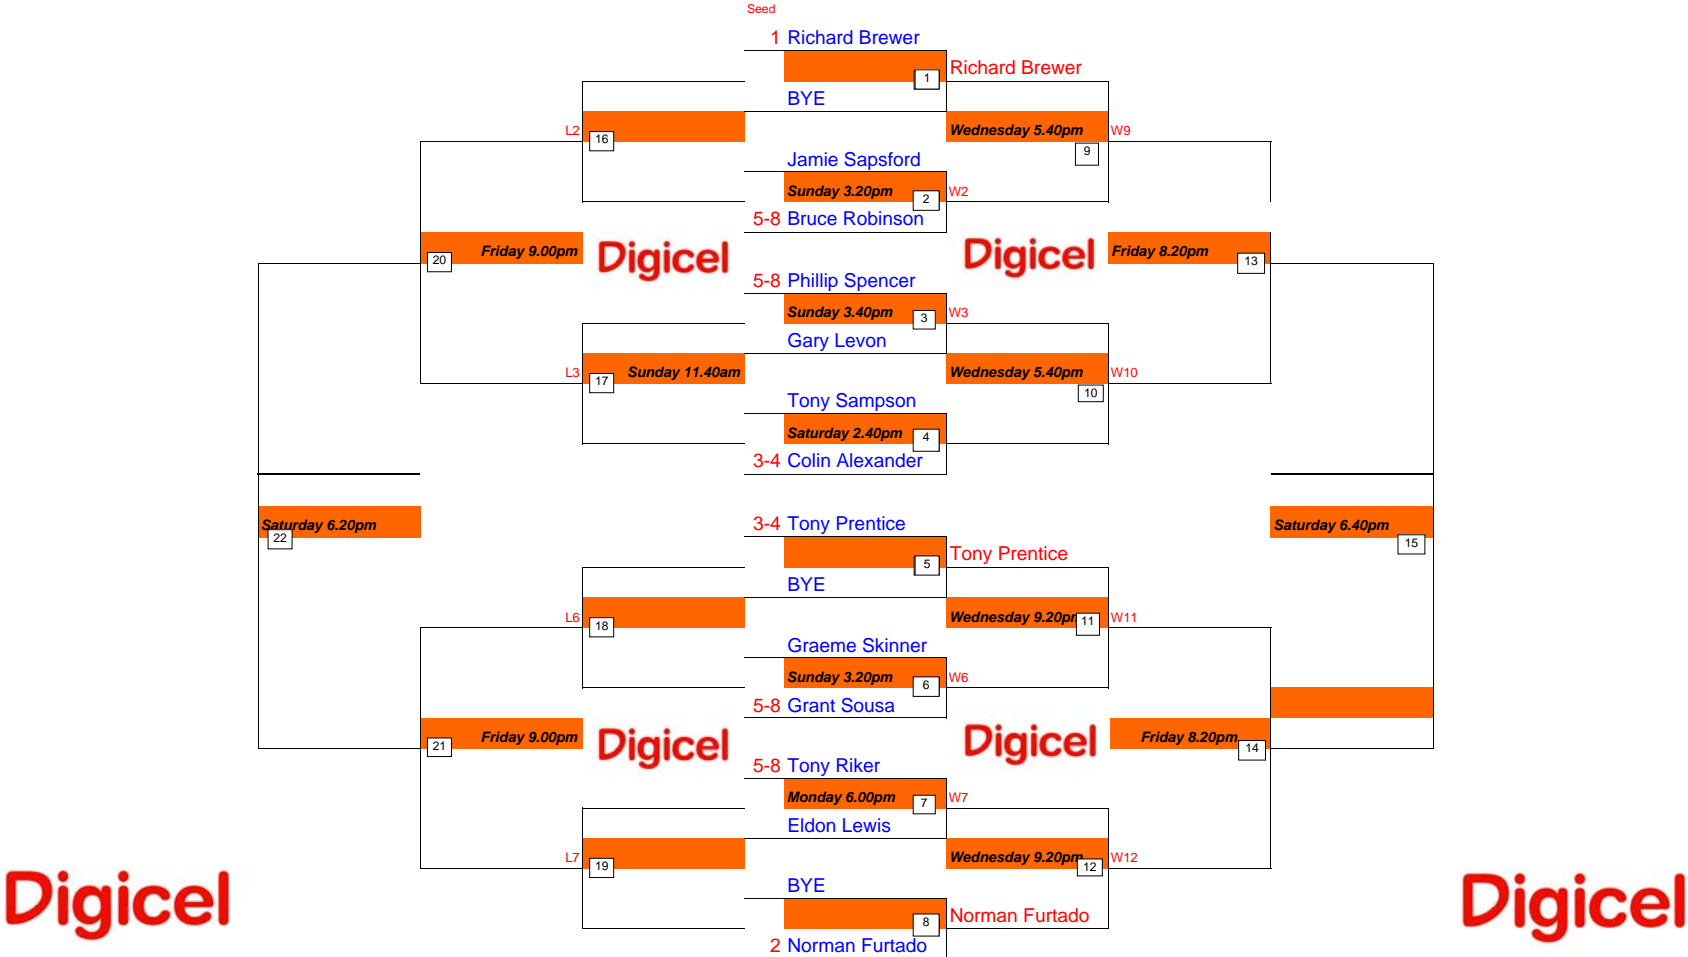 Seed
1 Richard Brewer
1 Richard Brewer
BYE
L2 16 Wednesday 5.40pm W9
9
Jamie Sapsford
Sunday 3.20pm 2 W2
5-8 Bruce Robinson
20 Friday 9.00pm Digicel Digicel Friday 8.20pm 13
5-8 Phillip Spencer
Sunday 3.40pm 3 W3
Gary Levon
L3 17 Sunday 11.40am Wednesday 5.40pm W10
10
Tony Sampson
Saturday 2.40pm 4
3-4 Colin Alexander
Saturday 6.20pm 3-4 Tony Prentice Saturday 6.40pm
22 15
5 Tony Prentice
BYE
L6 18 Wednesday 9.20pm 11 W11
Graeme Skinner
Sunday 3.20pm 6 W6
5-8 Grant Sousa
21 Friday 9.00pm Digicel Digicel Friday 8.20pm 14
5-8 Tony Riker
Monday 6.00pm 7 W7
Eldon Lewis
L7 19 Wednesday 9.20pm 12 W12
Digicel BYE Digicel
8 Norman Furtado
2 Norman Furtado